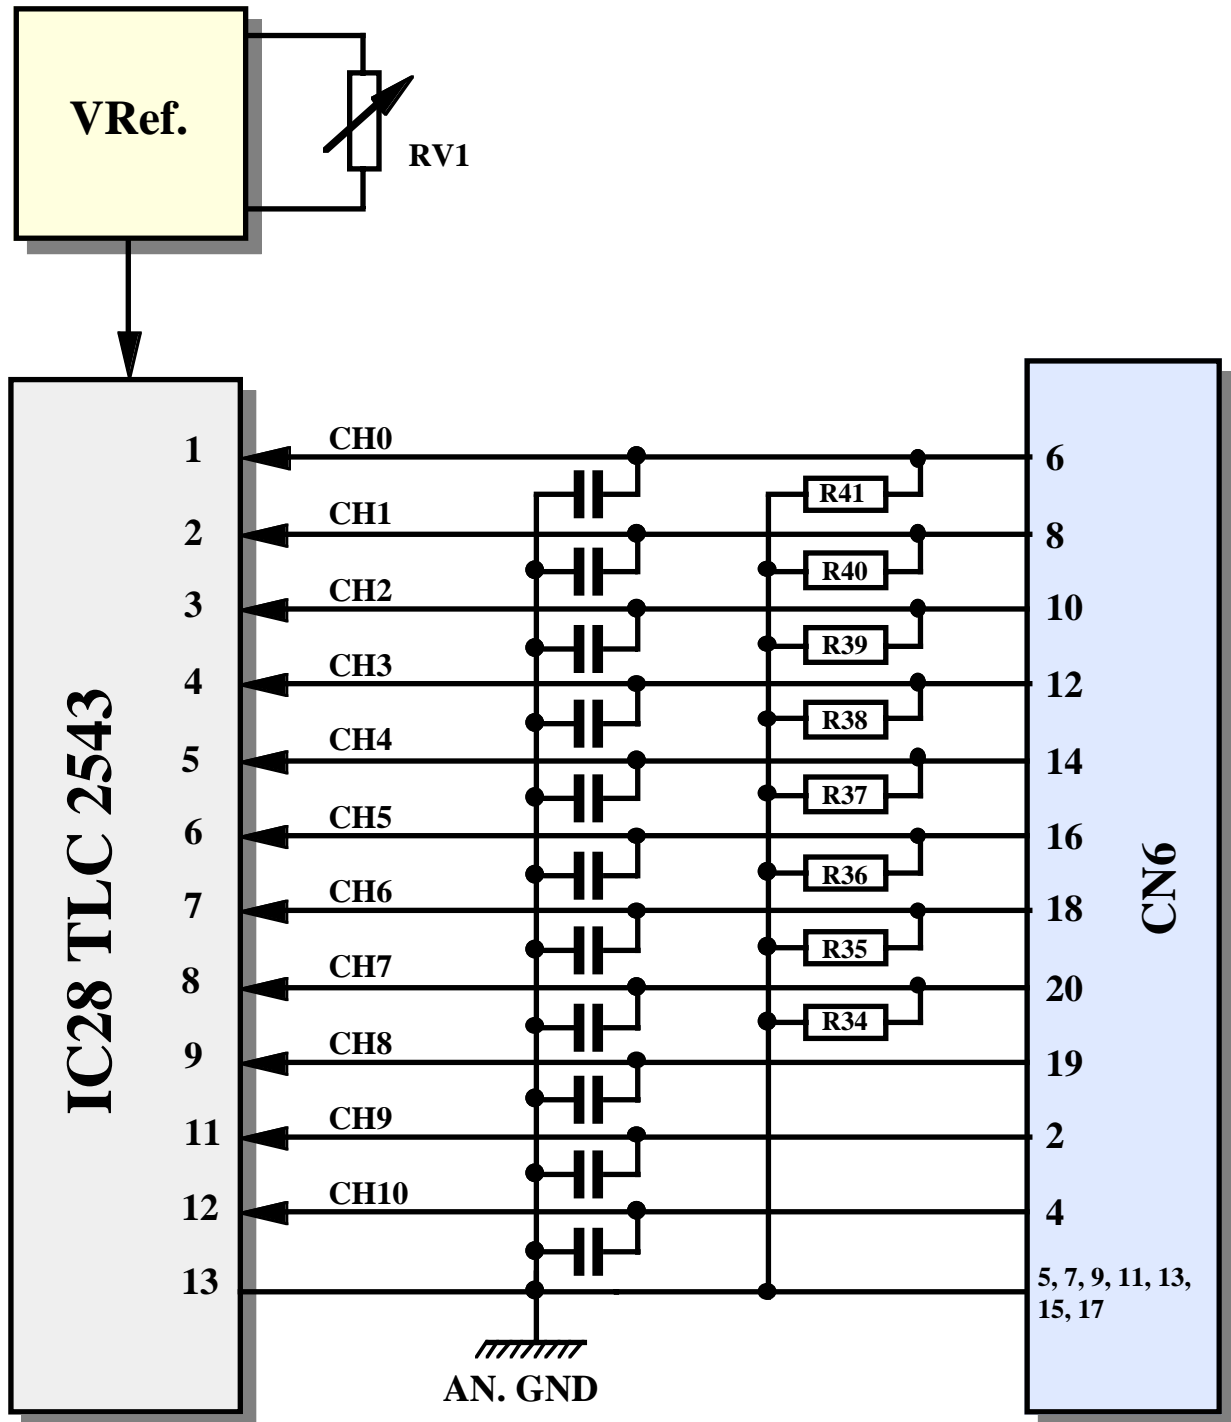 VRef.
RV1
IC28 TLC 2543
CN6
1
CH0
6
R41
2
CH1
8
R40
3
CH2
10
R39
4
CH3
12
R38
5
CH4
14
R37
6
CH5
16
R36
7
CH6
18
R35
8
CH7
20
R34
9
CH8
19
11
CH9
2
12
CH10
4
13
5, 7, 9, 11, 13,
15, 17
AN. GND